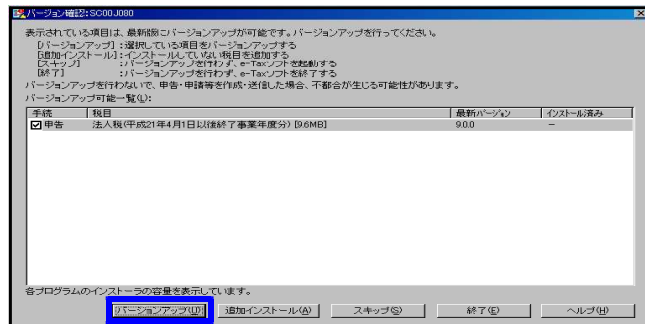 バージョン確認:SC00J080
表示されている項目は、最新版にバージョンアップが可能です。バージョンアップを行ってください。
[バージョンアップ]:選択している項目をバージョンアップする
[追加インストール]:インストールしていない税目を追加する
[スキップ] :バージョンアップを行わず、e-Taxソフトを起動する
[終了] :バージョンアップを行わず、e-Taxソフトを終了する
バージョンアップを行わないで、申告・申請等を作成・送信した場合、不都合が生じる可能性があります。
バージョンアップ可能一覧(L):
手続 税目 最新バージョン インストール済み
申告 法人税(平成21年4月1日以後終了事業年度分) [9.6MB] 9.0.0 -
各プログラムのインストーラの容量を表示しています。
バージョンアップ(U) 追加インストール(A) スキップ(S) 終了(E) ヘルプ(H)